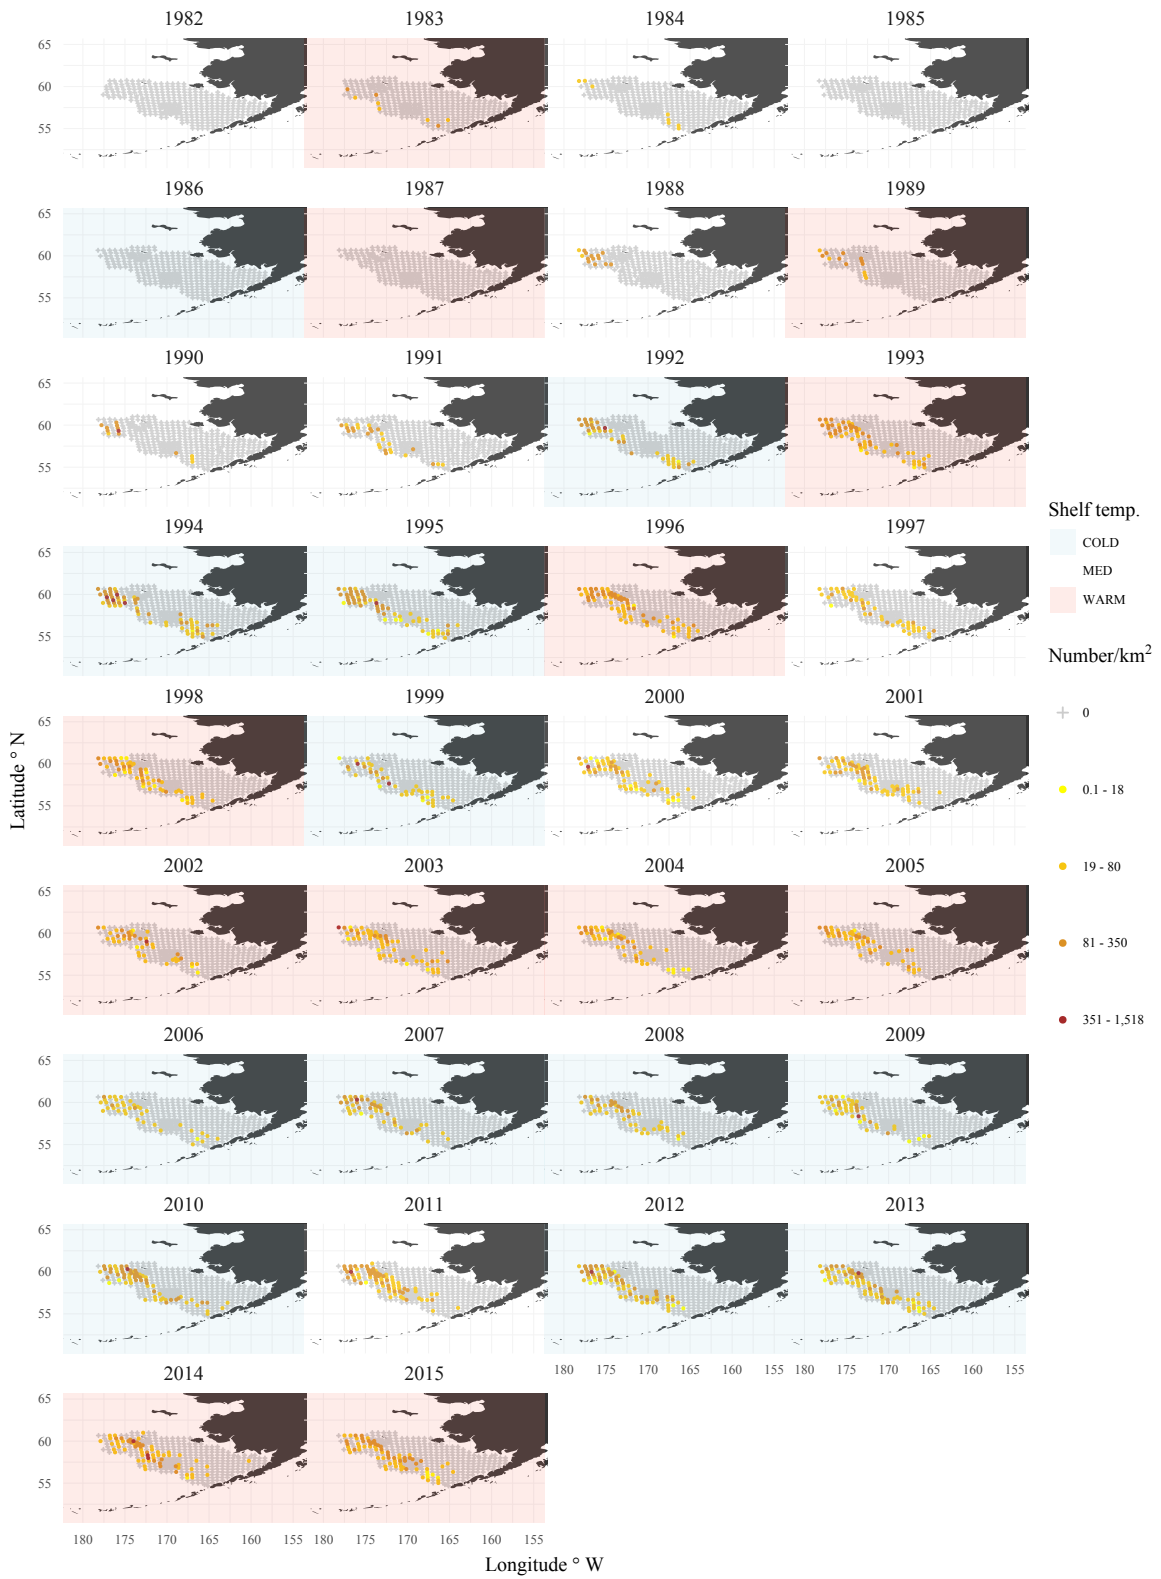 1982 1983 1984 1985
65
60
55
1986 1987 1988 1989
65
60
55
1990 1991 1992 1993
65
60
55
Shelf temp.
COLD
MED
WARM
1994 1995 1996 1997
65
60
55
Number/km²
0
0.1 - 18
19 - 80
81 - 350
351 - 1,518
1998 1999 2000 2001
65
60
55
Latitude ° N
2002 2003 2004 2005
65
60
55
2006 2007 2008 2009
65
60
55
2010 2011 2012 2013
65
60
55
180 175 170 165 160 155 180 175 170 165 160 155
2014 2015
65
60
55
180 175 170 165 160 155 180 175 170 165 160 155
Longitude ° W